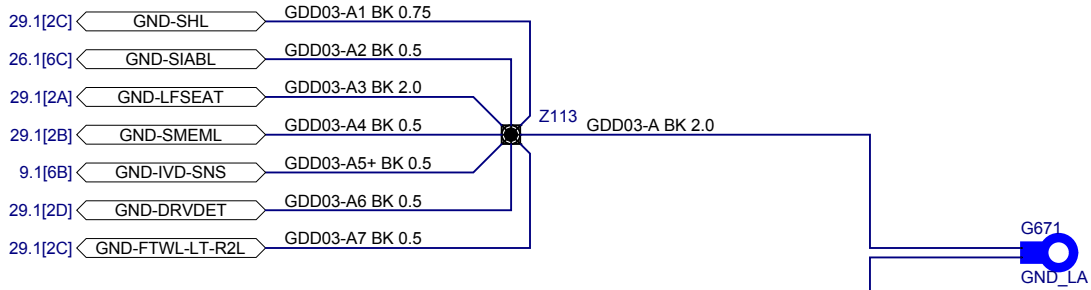 29.1[2C] GND-SHL GDD03-A1 BK 0.75
26.1[6C] GND-SIABL GDD03-A2 BK 0.5
29.1[2A] GND-LFSEAT GDD03-A3 BK 2.0
29.1[2B] GND-SMEML GDD03-A4 BK 0.5
Z113 GDD03-A BK 2.0
9.1[6B] GND-IVD-SNS GDD03-A5+ BK 0.5
29.1[2D] GND-DRVDET GDD03-A6 BK 0.5
29.1[2C] GND-FTWL-LT-R2L GDD03-A7 BK 0.5
G671
GND_LA